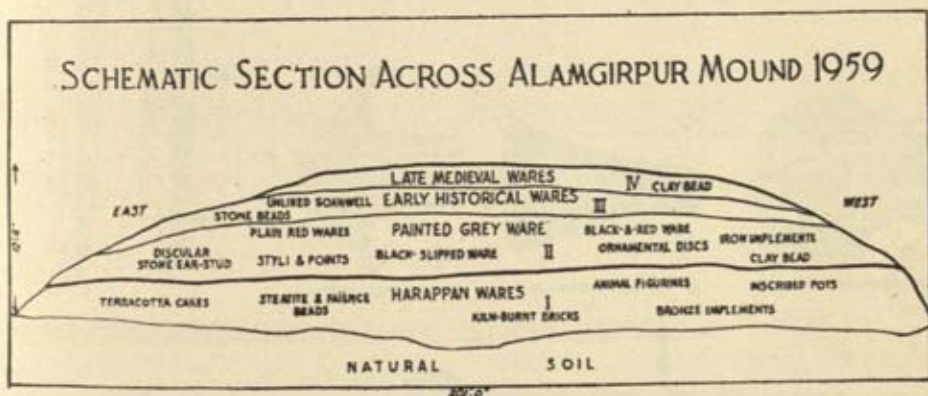 SCHEMATIC SECTION ACROSS ALAMGIRPUR MOUND 1959
LATE MEDIEVAL WARES IV CLAY BEAD
EAST UNLINED SOAKWELL EARLY HISTORICAL WARES III WEST
STONE BEADS
PLAIN RED WARES PAINTED GREY WARE BLACK-&-RED WARE
DISCULAR STONE EAR-STUD STYLI & POINTS BLACK-SLIPPED WARE II ORNAMENTAL DISCS IRON IMPLEMENTS
CLAY BEAD
TERRACOTTA CAKES STEATITE & FAIENCE BEADS HARAPPAN WARES I ANIMAL FIGURINES INSCRIBED POTS
KILN-BURNT BRICKS BRONZE IMPLEMENTS
NATURAL SOIL